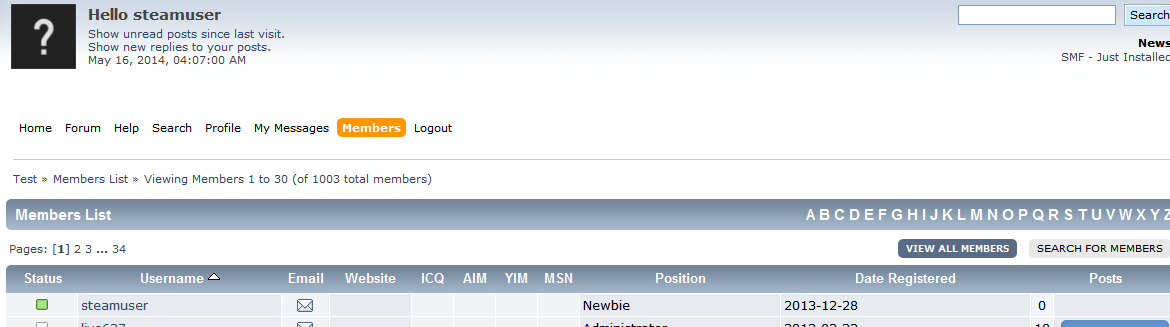 Hello steamuser
Show unread posts since last visit.
Show new replies to your posts.
May 16, 2014, 04:07:00 AM
Search
News
SMF - Just Installed
Home Forum Help Search Profile My Messages Members Logout
Test » Members List » Viewing Members 1 to 30 (of 1003 total members)
Members List A B C D E F G H I J K L M N O P Q R S T U V W X Y Z
Pages: [1] 2 3 ... 34 VIEW ALL MEMBERS SEARCH FOR MEMBERS
Status Username Email Website ICQ AIM YIM MSN Position Date Registered Posts
steamuser Newbie 2013-12-28 0
Administrator